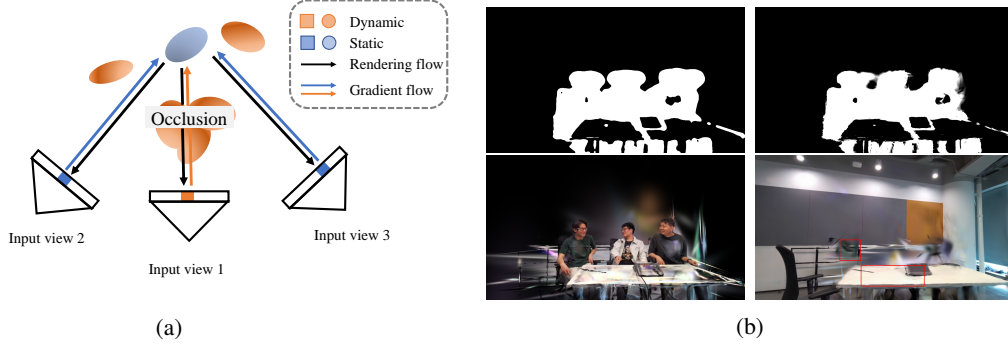 Dynamic
Static
Rendering flow
Gradient flow
Occlusion
Input view 2
Input view 3
Input view 1
(a)
(b)